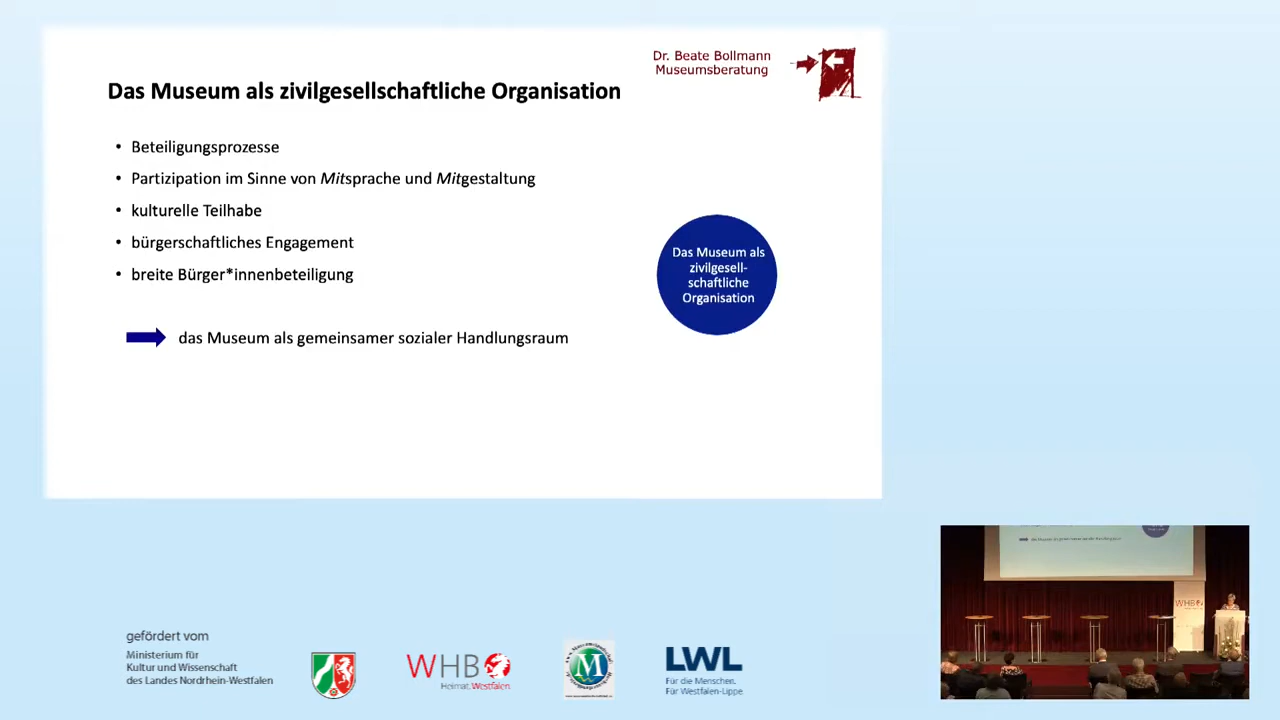 Dr. Beate Bollmann
Museumsberatung
Das Museum als zivilgesellschaftliche Organisation
• Beteiligungsprozesse
• Partizipation im Sinne von Mitsprache und Mitgestaltung
• kulturelle Teilhabe
• bürgerschaftliches Engagement
• breite Bürger*innenbeteiligung
das Museum als gemeinsamer sozialer Handlungsraum
Das Museum als
zivilgesell-
schaftliche
Organisation
gefördert vom
Ministerium für
Kultur und Wissenschaft
des Landes Nordrhein-Westfalen
WHB
Heimat. Westfalen.
M
LWL
Für die Menschen.
Für Westfalen-Lippe.
WHB